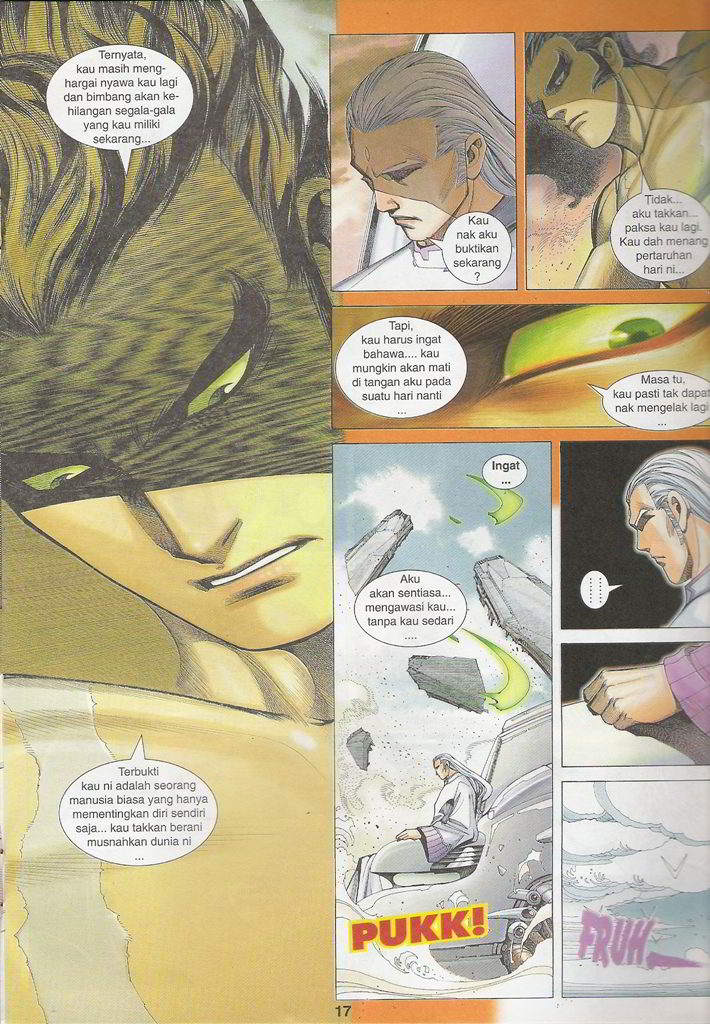 Ternyata,
kau masih meng-
hargai nyawa kau lagi
dan bimbang akan ke-
hilangan segala-gala
yang kau miliki
sekarang...
Terbukti
kau ni adalah seorang
manusia biasa yang hanya
mementingkan diri sendiri
saja... kau takkan berani
musnahkan dunia ni
...
Kau
nak aku
buktikan
sekarang
?
Tidak...
aku takkan...
paksa kau lagi.
Kau dah menang
pertaruhan
hari ni...
Tapi,
kau harus ingat
bahawa.... kau
mungkin akan mati
di tangan aku pada
suatu hari nanti
...
Masa tu,
kau pasti tak dapat
nak mengelak lagi
...
Ingat
...
Aku
akan sentiasa...
mengawasi kau...
tanpa kau sedari
....
PUKK!
FRUH
17